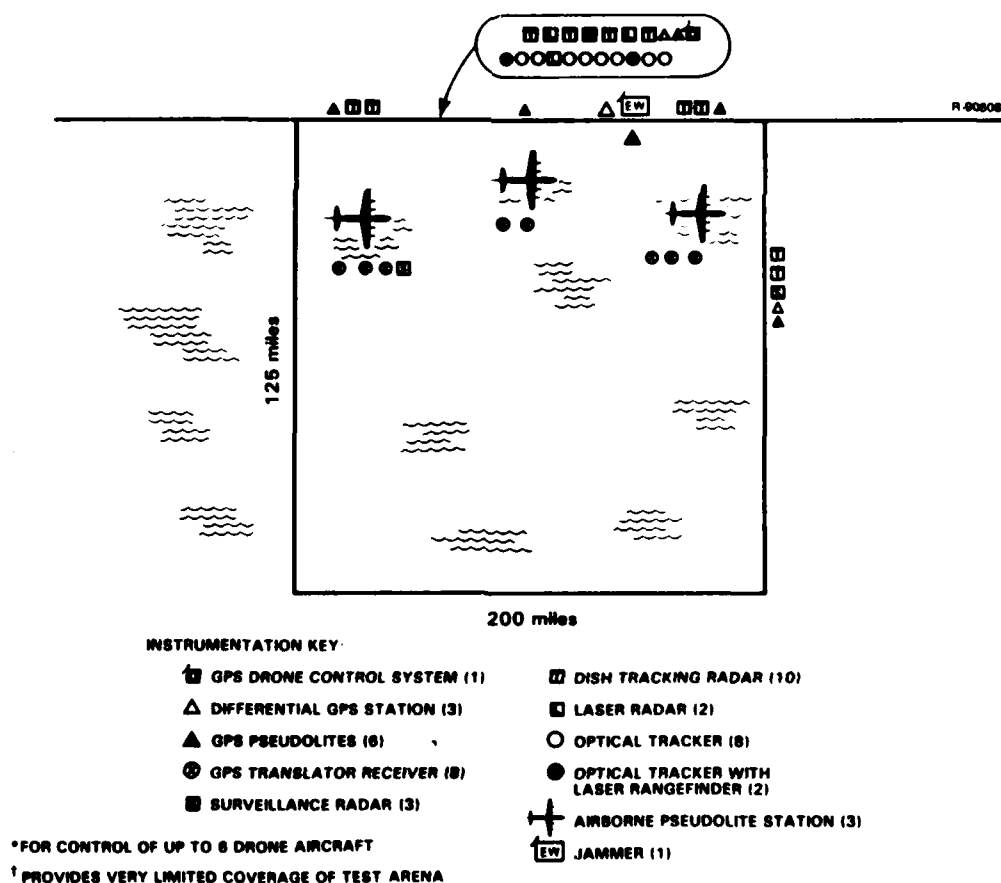 R-90808
EW
125 miles
200 miles
INSTRUMENTATION KEY
GPS DRONE CONTROL SYSTEM (1)
DIFFERENTIAL GPS STATION (3)
GPS PSEUDOLITES (6)
GPS TRANSLATOR RECEIVER (8)
SURVEILLANCE RADAR (3)
DISH TRACKING RADAR (10)
LASER RADAR (2)
OPTICAL TRACKER (8)
OPTICAL TRACKER WITH
LASER RANGEFINDER (2)
AIRBORNE PSEUDOLITE STATION (3)
EW JAMMER (1)
*FOR CONTROL OF UP TO 6 DRONE AIRCRAFT
† PROVIDES VERY LIMITED COVERAGE OF TEST ARENA